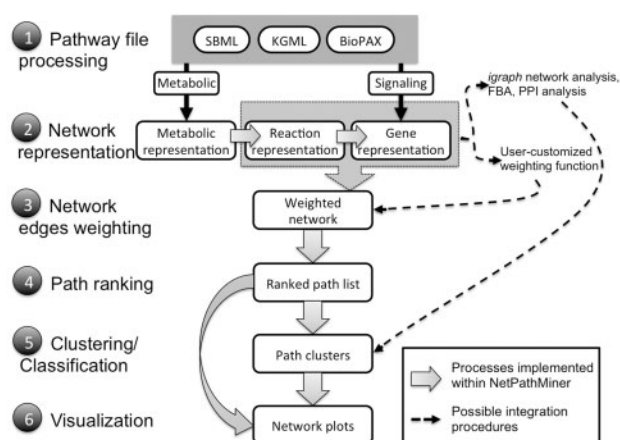 1 Pathway file
processing
SBML KGML BioPAX
Metabolic Signaling
2 Network
representation
Metabolic
representation
Reaction
representation
Gene
representation
igraph network analysis,
FBA, PPI analysis
User-customized
weighting function
3 Network
edges weighting
Weighted
network
4 Path ranking
Ranked path list
5 Clustering/
Classification
Path clusters
6 Visualization
Network plots
Processes implemented
within NetPathMiner
Possible integration
procedures